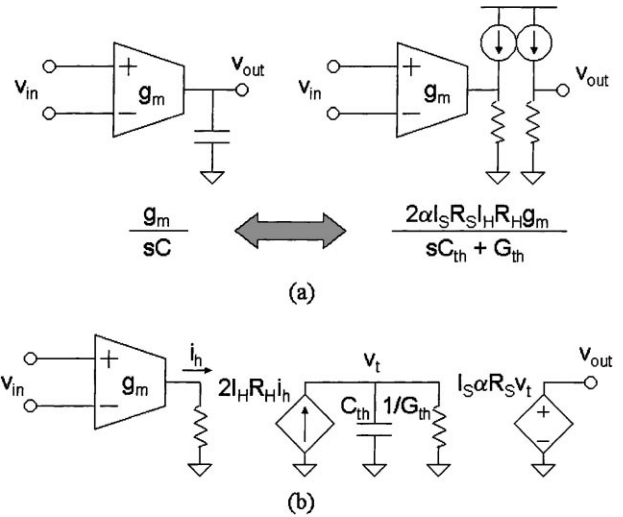 v_in + − g_m v_out
v_in + − g_m v_out
g_m / sC
2αI_SR_SI_HR_Hg_m / sC_th + G_th
(a)
v_in + − g_m i_h
2I_HR_Hi_h
v_t
C_th 1/G_th
I_SαR_Sv_t
+ −
v_out
(b)